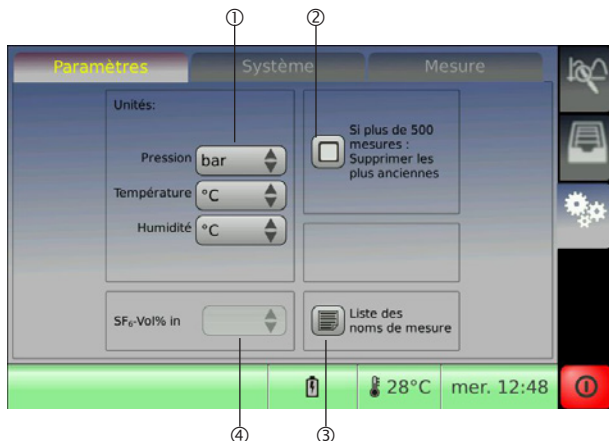 ① ②
Paramètres Système Mesure
Unités:
Pression bar
Température °C
Humidité °C
Si plus de 500
mesures :
Supprimer les
plus anciennes
SF₆-Vol% in
Liste des
noms de mesure
28°C mer. 12:48
④ ③